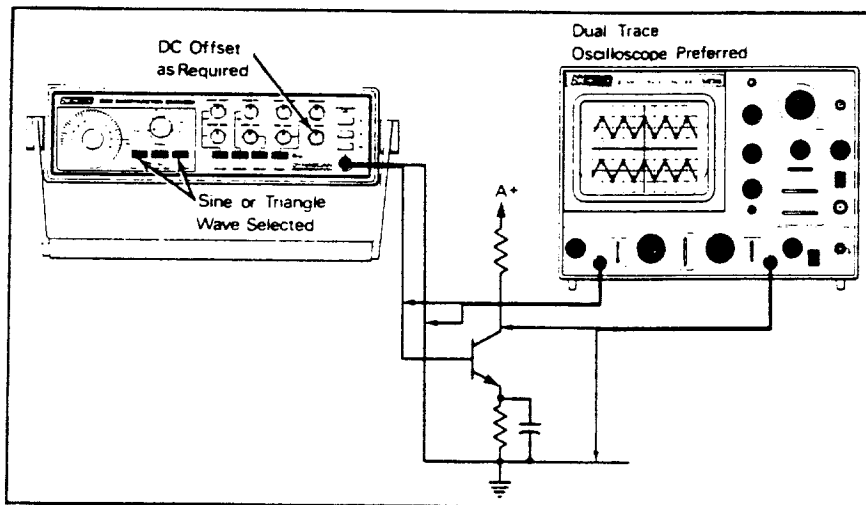 DC Offset
as Required
Dual Trace
Oscilloscope Preferred
Sine or Triangle
Wave Selected
A+